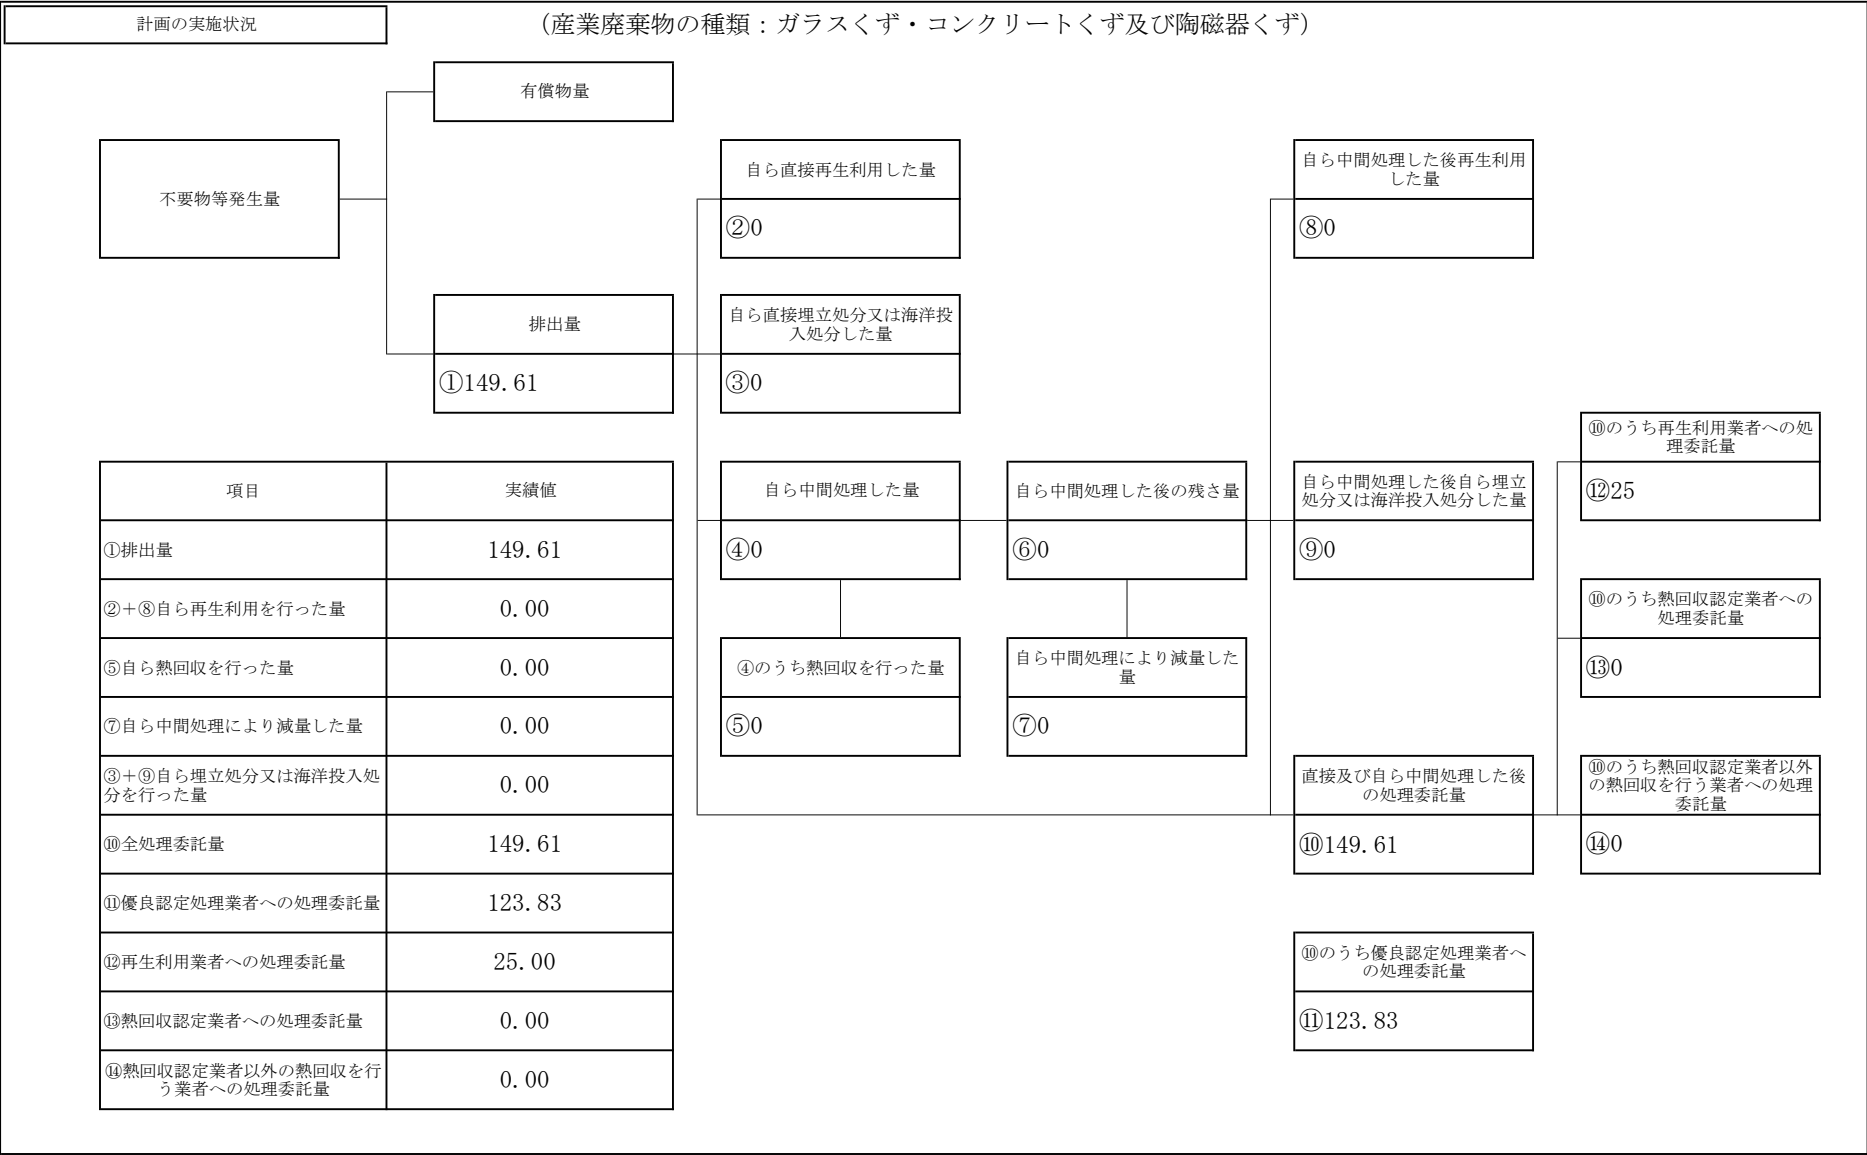 計画の実施状況
（産業廃棄物の種類：ガラスくず・コンクリートくず及び陶磁器くず）
有償物量
不要物等発生量
自ら直接再生利用した量
②0
自ら中間処理した後再生利用
した量
⑧0
排出量
①149.61
自ら直接埋立処分又は海洋投
入処分した量
③0
⑩のうち再生利用業者への処
理委託量
⑫25
項目
実績値
①排出量
149.61
②＋⑧自ら再生利用を行った量
0.00
⑤自ら熱回収を行った量
0.00
⑦自ら中間処理により減量した量
0.00
③＋⑨自ら埋立処分又は海洋投入処
分を行った量
0.00
⑩全処理委託量
149.61
⑪優良認定処理業者への処理委託量
123.83
⑫再生利用業者への処理委託量
25.00
⑬熱回収認定業者への処理委託量
0.00
⑭熱回収認定業者以外の熱回収を行
う業者への処理委託量
0.00
自ら中間処理した量
④0
自ら中間処理した後の残さ量
⑥0
自ら中間処理した後自ら埋立
処分又は海洋投入処分した量
⑨0
④のうち熱回収を行った量
⑤0
自ら中間処理により減量した
量
⑦0
⑩のうち熱回収認定業者への
処理委託量
⑬0
直接及び自ら中間処理した後
の処理委託量
⑩149.61
⑩のうち熱回収認定業者以外
の熱回収を行う業者への処理
委託量
⑭0
⑩のうち優良認定処理業者へ
の処理委託量
⑪123.83